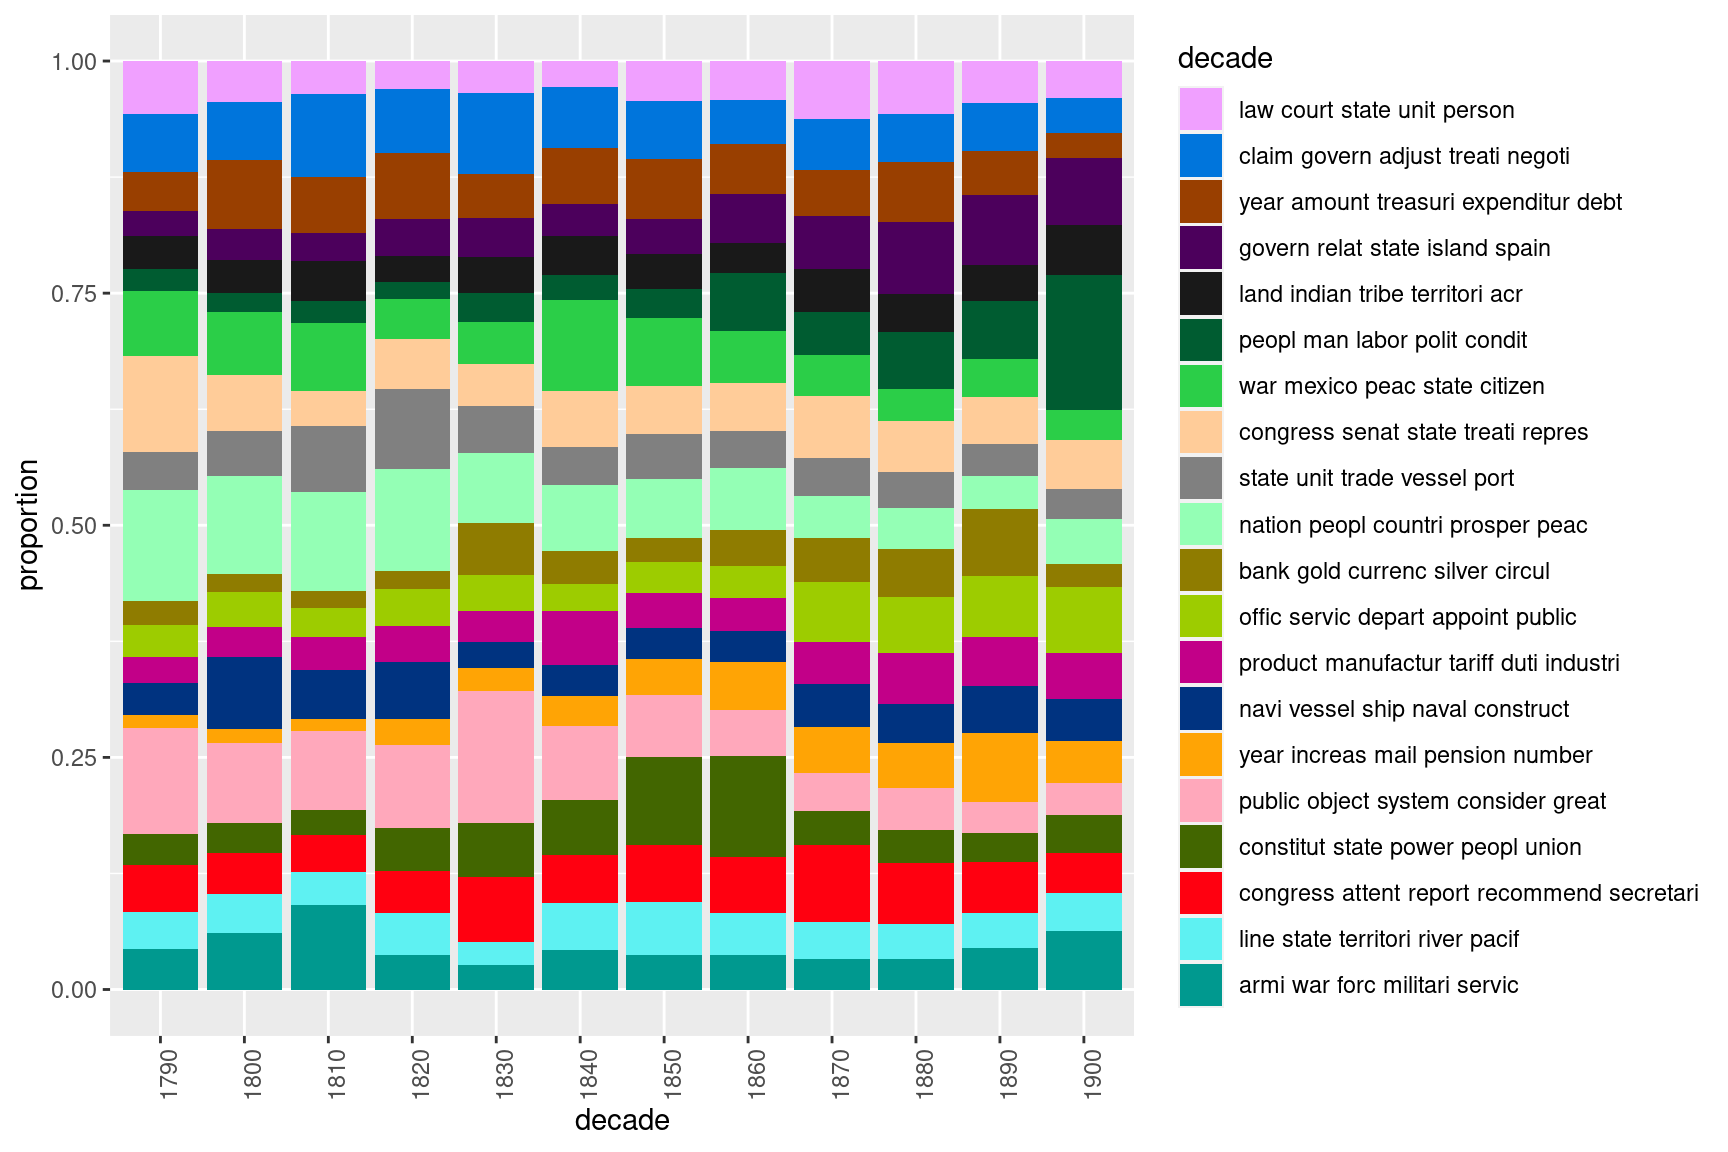 decade
law court state unit person
claim govern adjust treati negoti
year amount treasuri expenditur debt
govern relat state island spain
land indian tribe territori acr
peopl man labor polit condit
war mexico peac state citizen
congress senat state treati repres
state unit trade vessel port
nation peopl countri prosper peac
bank gold currenc silver circul
offic servic depart appoint public
product manufactur tariff duti industri
navi vessel ship naval construct
year increas mail pension number
public object system consider great
constitut state power peopl union
congress attent report recommend secretari
line state territori river pacif
armi war forc militari servic
proportion
1.00
0.75
0.50
0.25
0.00
1790 1800 1810 1820 1830 1840 1850 1860 1870 1880 1890 1900
decade